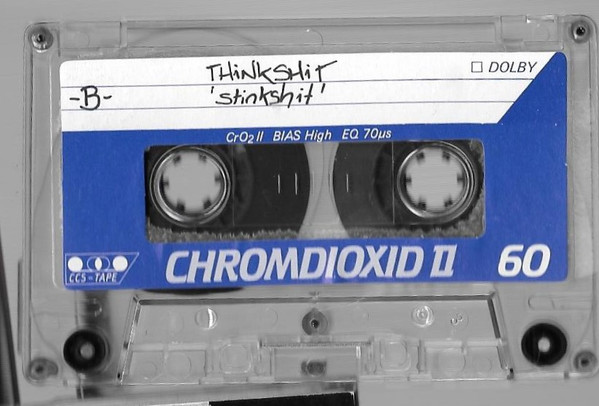 THINKSHIT
☐ DOLBY
-B-
'stinkshit'
CrO2 II BIAS High EQ 70µs
CCS-TAPE
CHROMDIOXID II 60